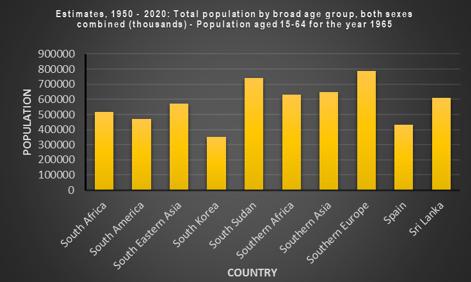 Estimates, 1950 - 2020: Total population by broad age group, both sexes
combined (thousands) - Population aged 15-64 for the year 1965
900000
800000
700000
600000
500000
400000
300000
200000
100000
0
POPULATION
South Africa
South America
South Eastern Asia
South Korea
South Sudan
Southern Africa
Southern Asia
Southern Europe
Spain
Sri Lanka
COUNTRY